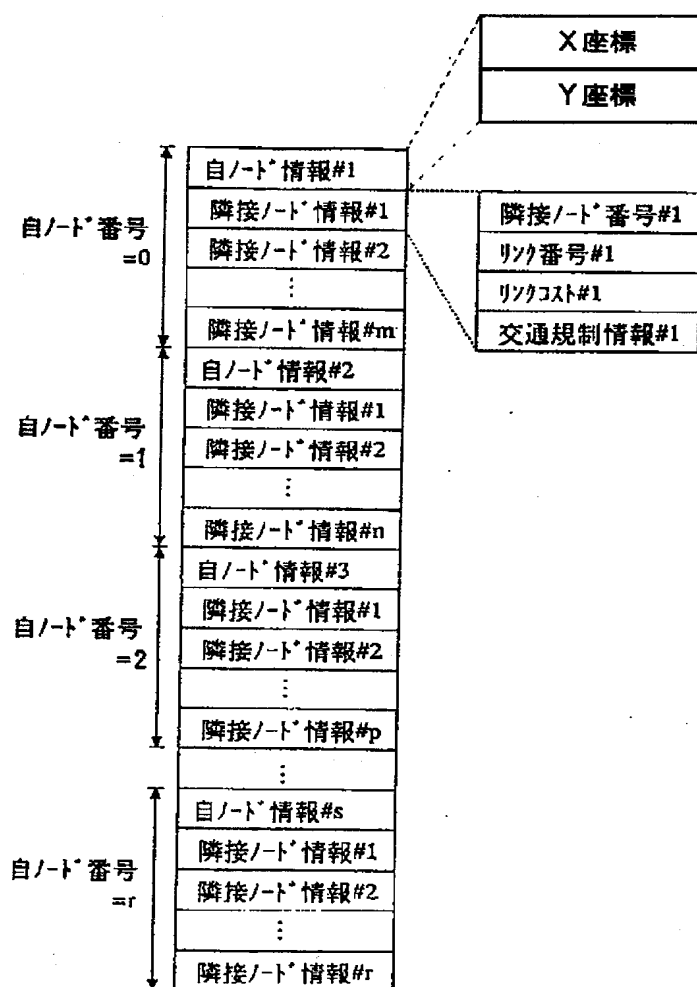 X座標
Y座標
自ノード情報#1
隣接ノード情報#1
隣接ノード情報#2
⋮
隣接ノード情報#m
自ノード番号
=0
隣接ノード番号#1
リンク番号#1
リンクコスト#1
交通規制情報#1
自ノード情報#2
隣接ノード情報#1
隣接ノード情報#2
⋮
隣接ノード情報#n
自ノード番号
=1
自ノード情報#3
隣接ノード情報#1
隣接ノード情報#2
⋮
隣接ノード情報#p
自ノード番号
=2
⋮
自ノード情報#s
隣接ノード情報#1
隣接ノード情報#2
⋮
隣接ノード情報#r
自ノード番号
=r